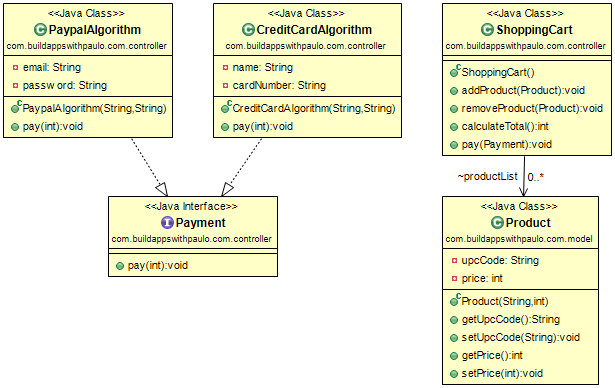 <<Java Class>>
PaypalAlgorithm
com.buildappswithpaulo.com.controller
email: String
password: String
PaypalAlgorithm(String,String)
pay(int):void
<<Java Class>>
CreditCardAlgorithm
com.buildappswithpaulo.com.controller
name: String
cardNumber: String
CreditCardAlgorithm(String,String)
pay(int):void
<<Java Class>>
ShoppingCart
com.buildappswithpaulo.com.controller
ShoppingCart()
addProduct(Product):void
removeProduct(Product):void
calculateTotal():int
pay(Payment):void
~productList
0..*
<<Java Interface>>
Payment
com.buildappswithpaulo.com.controller
pay(int):void
<<Java Class>>
Product
com.buildappswithpaulo.com.model
upcCode: String
price: int
Product(String,int)
getUpcCode():String
setUpcCode(String):void
getPrice():int
setPrice(int):void